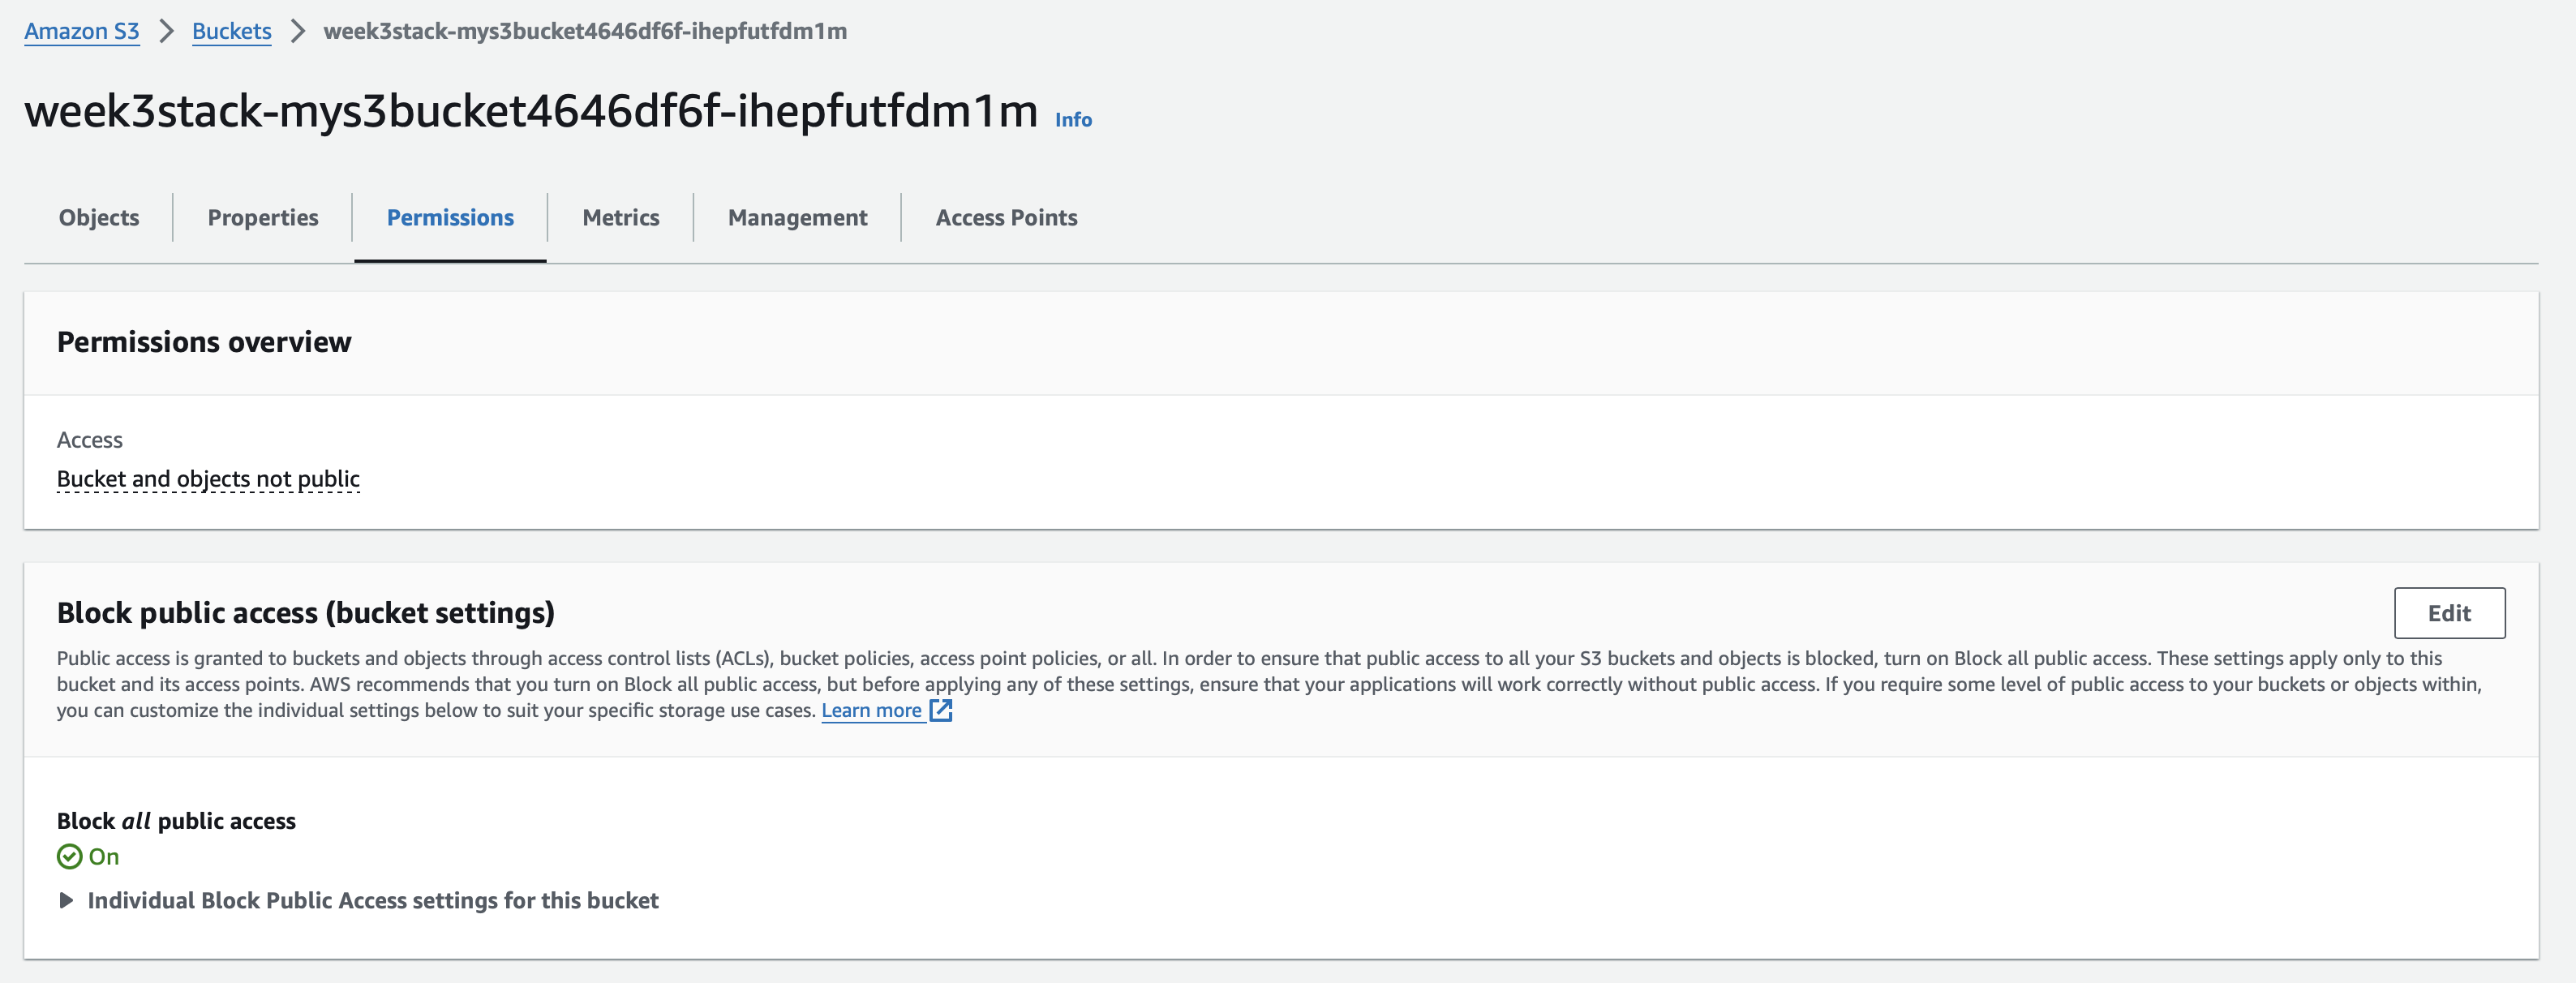 Amazon S3 > Buckets > week3stack-mys3bucket4646df6f-ihepfutfdm1m
week3stack-mys3bucket4646df6f-ihepfutfdm1m Info
Objects Properties Permissions Metrics Management Access Points
Permissions overview
Access
Bucket and objects not public
Block public access (bucket settings) Edit
Public access is granted to buckets and objects through access control lists (ACLs), bucket policies, access point policies, or all. In order to ensure that public access to all your S3 buckets and objects is blocked, turn on Block all public access. These settings apply only to this
bucket and its access points. AWS recommends that you turn on Block all public access, but before applying any of these settings, ensure that your applications will work correctly without public access. If you require some level of public access to your buckets or objects within,
you can customize the individual settings below to suit your specific storage use cases. Learn more
Block all public access
On
Individual Block Public Access settings for this bucket